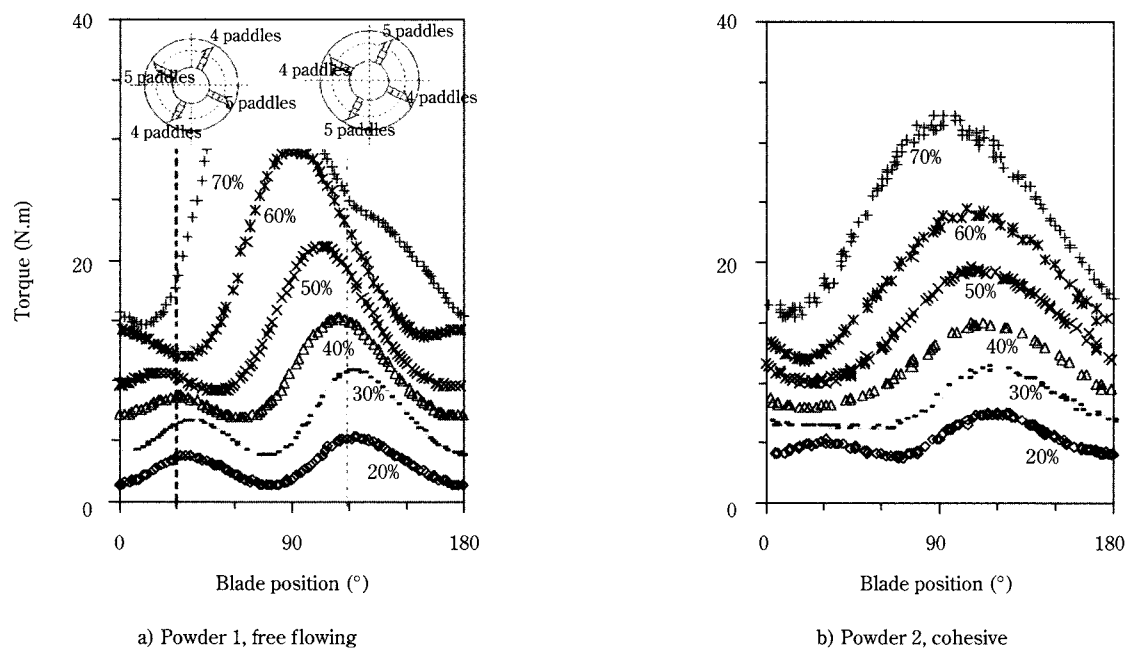 40
4 paddles
5 paddles
5 paddles
4 paddles
5 paddles
4 paddles
4 paddles
5 paddles
70%
60%
50%
40%
30%
20%
20
0
0
90
180
Torque (N.m)
Blade position (°)
a) Powder 1, free flowing
40
70%
60%
50%
40%
30%
20%
20
0
0
90
180
Blade position (°)
b) Powder 2, cohesive